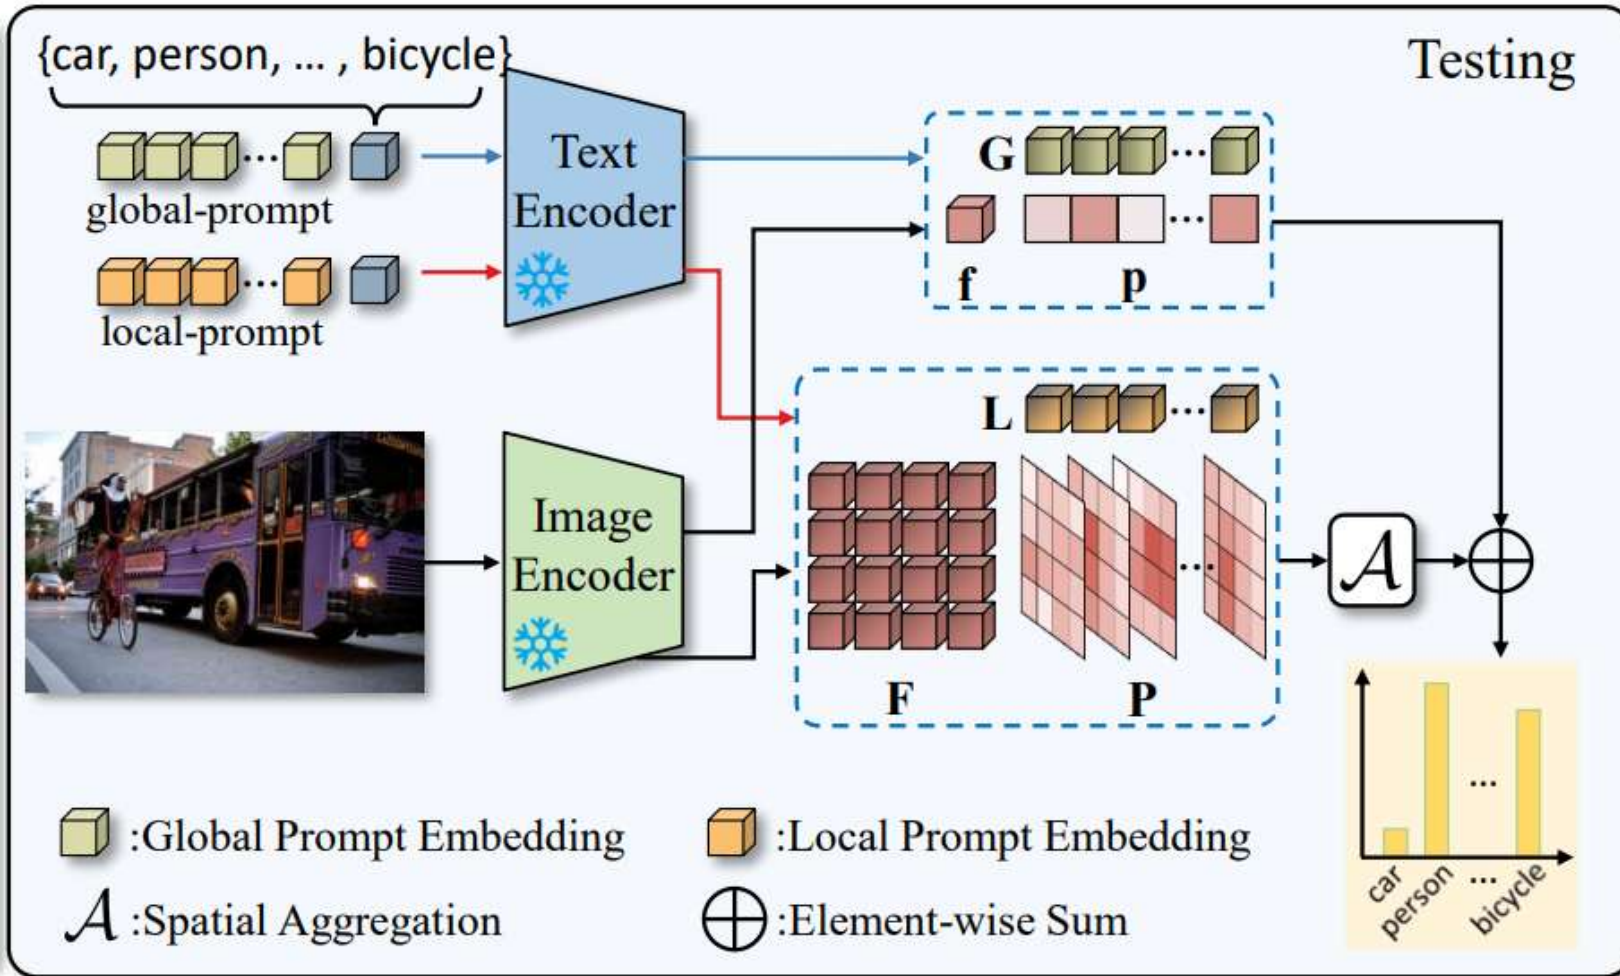 {car, person, ... , bicycle}
Testing
global-prompt
local-prompt
Text
Encoder
G
...
f
p
L
...
Image
Encoder
F
P
...
A
car
person
...
bicycle
:Global Prompt Embedding
:Local Prompt Embedding
A :Spatial Aggregation
:Element-wise Sum